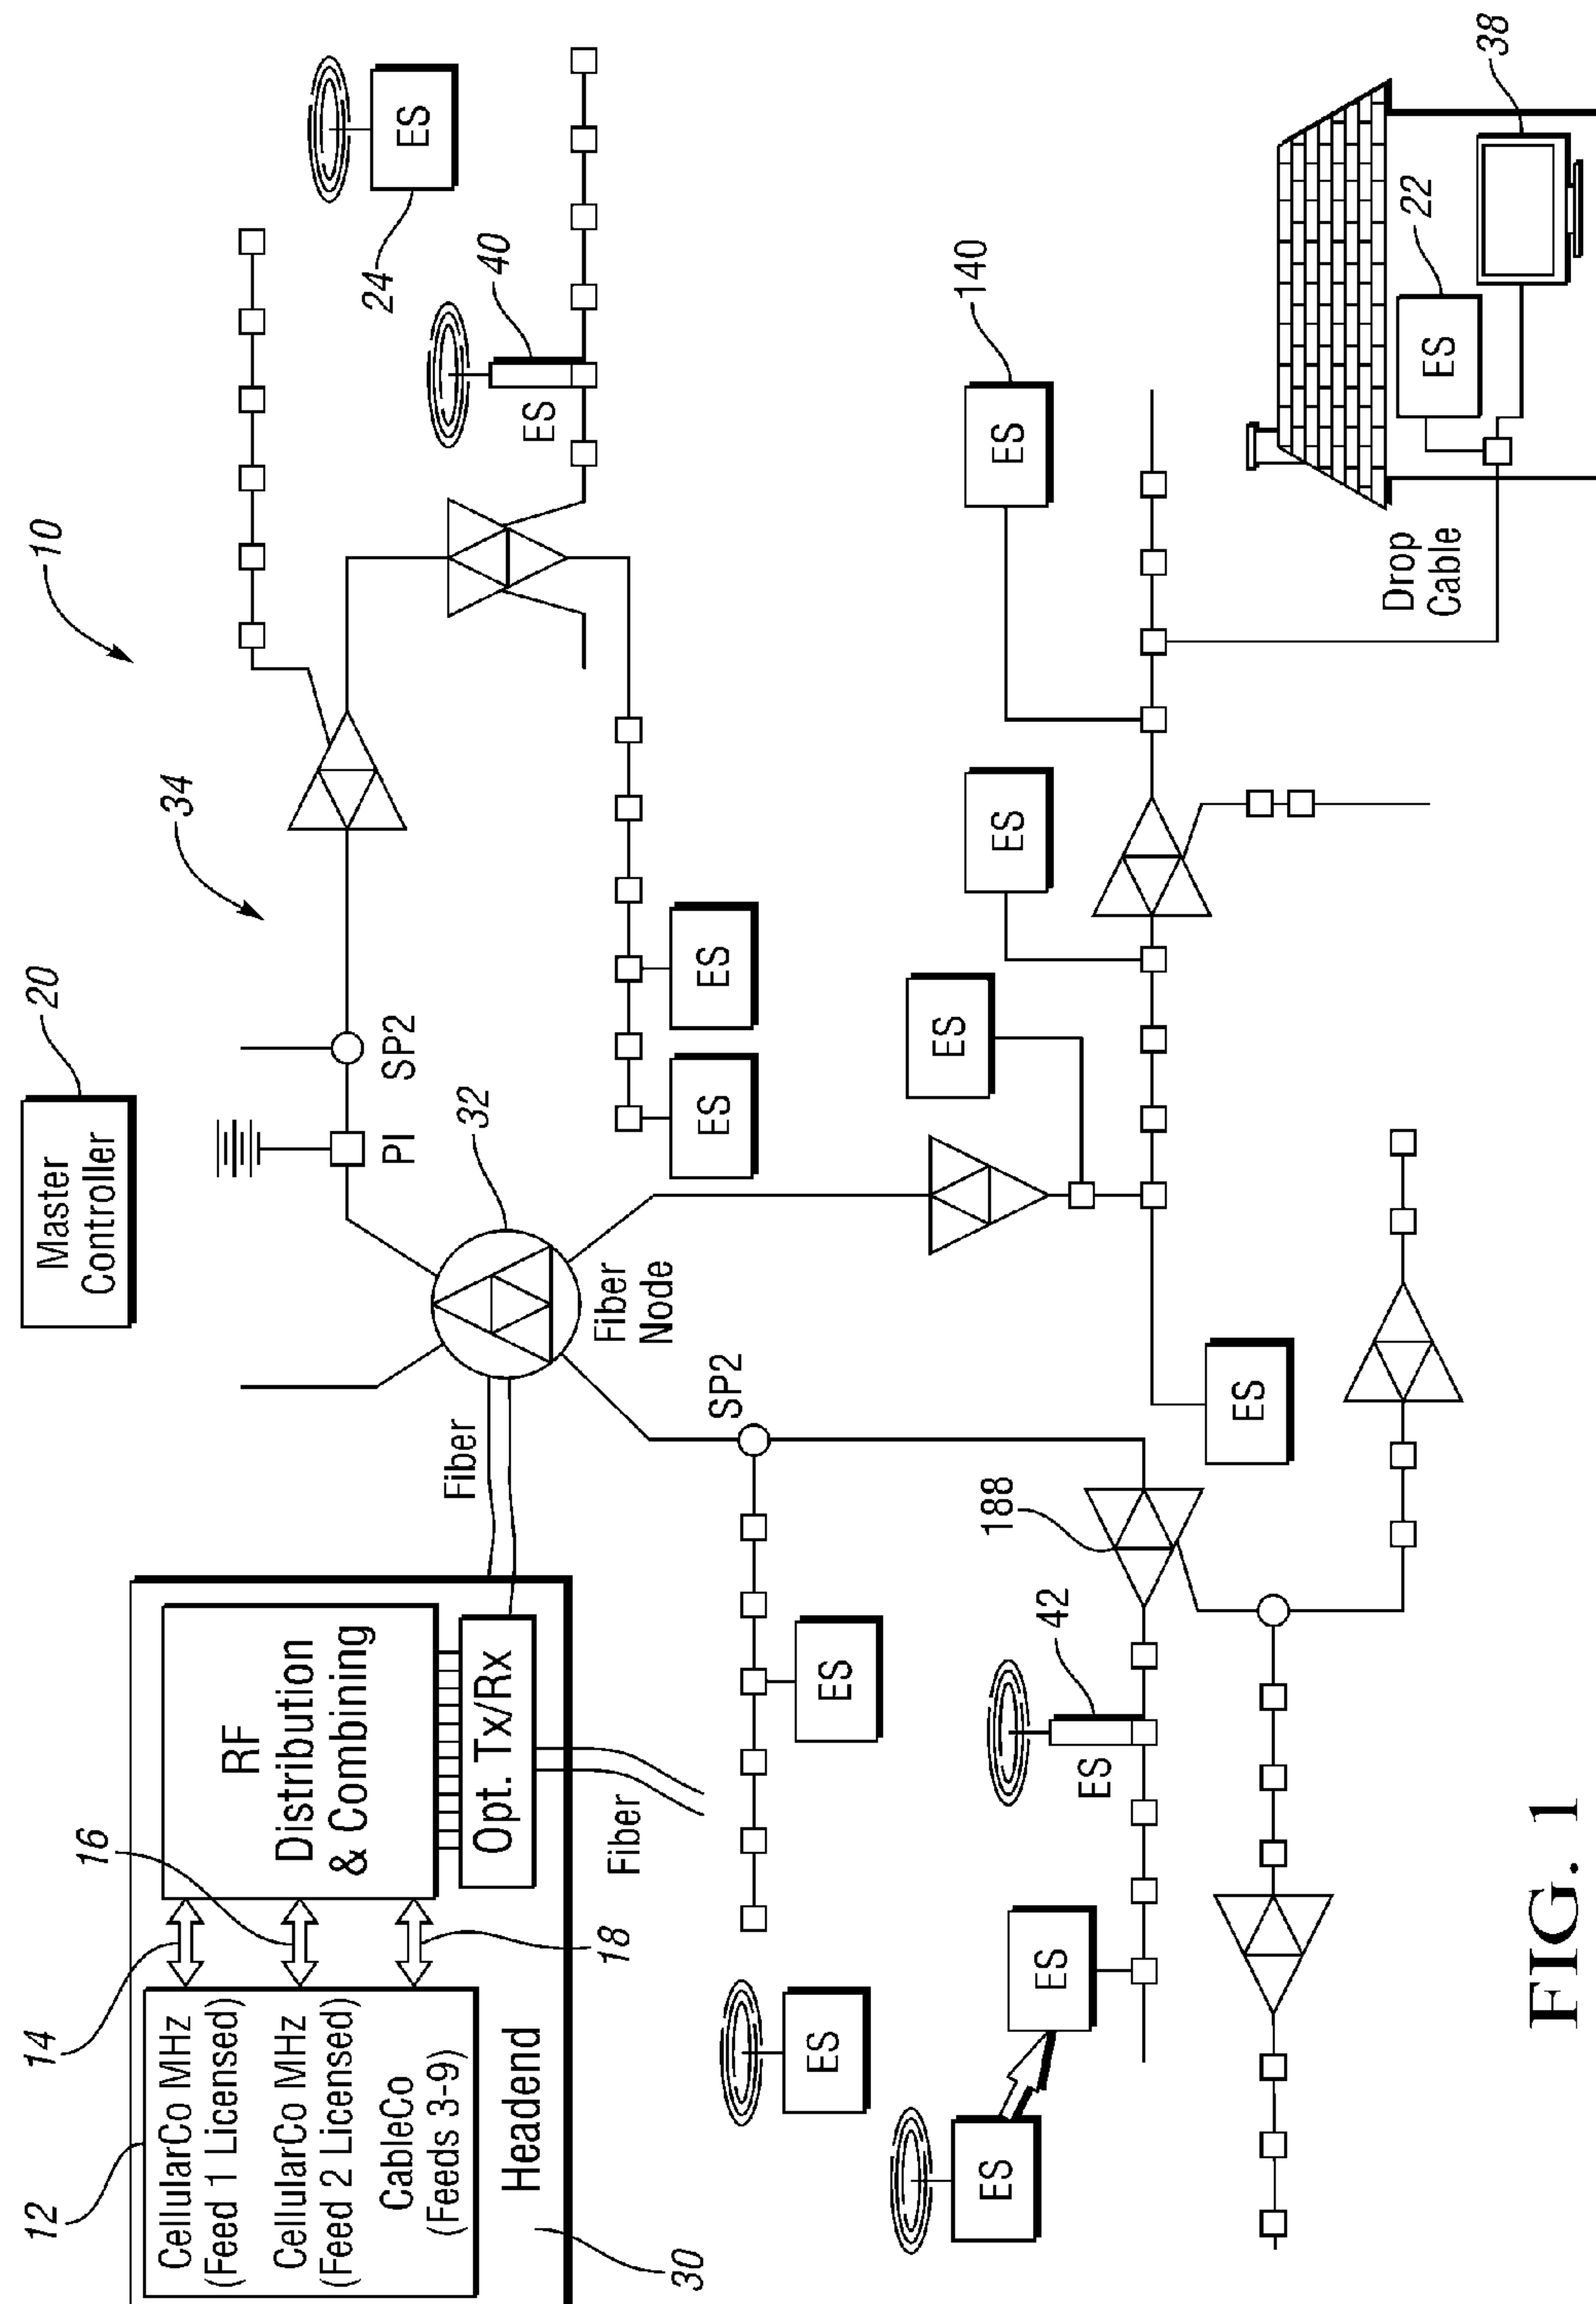 12
CellularCo MHz
(Feed 1 Licensed)
CellularCo MHz
(Feed 2 Licensed)
CableCo
(Feeds 3-9)
Headend
30
14
16
18
RF
Distribution
& Combining
Opt. Tx/Rx
Fiber
Fiber
Master
Controller
20
34
10
PI
SP2
32
Fiber
Node
ES
24
ES
40
ES
ES
SP2
ES
ES
ES
ES
ES
140
ES
188
ES
42
ES
ES
ES
Drop
Cable
ES
22
38
FIG. 1